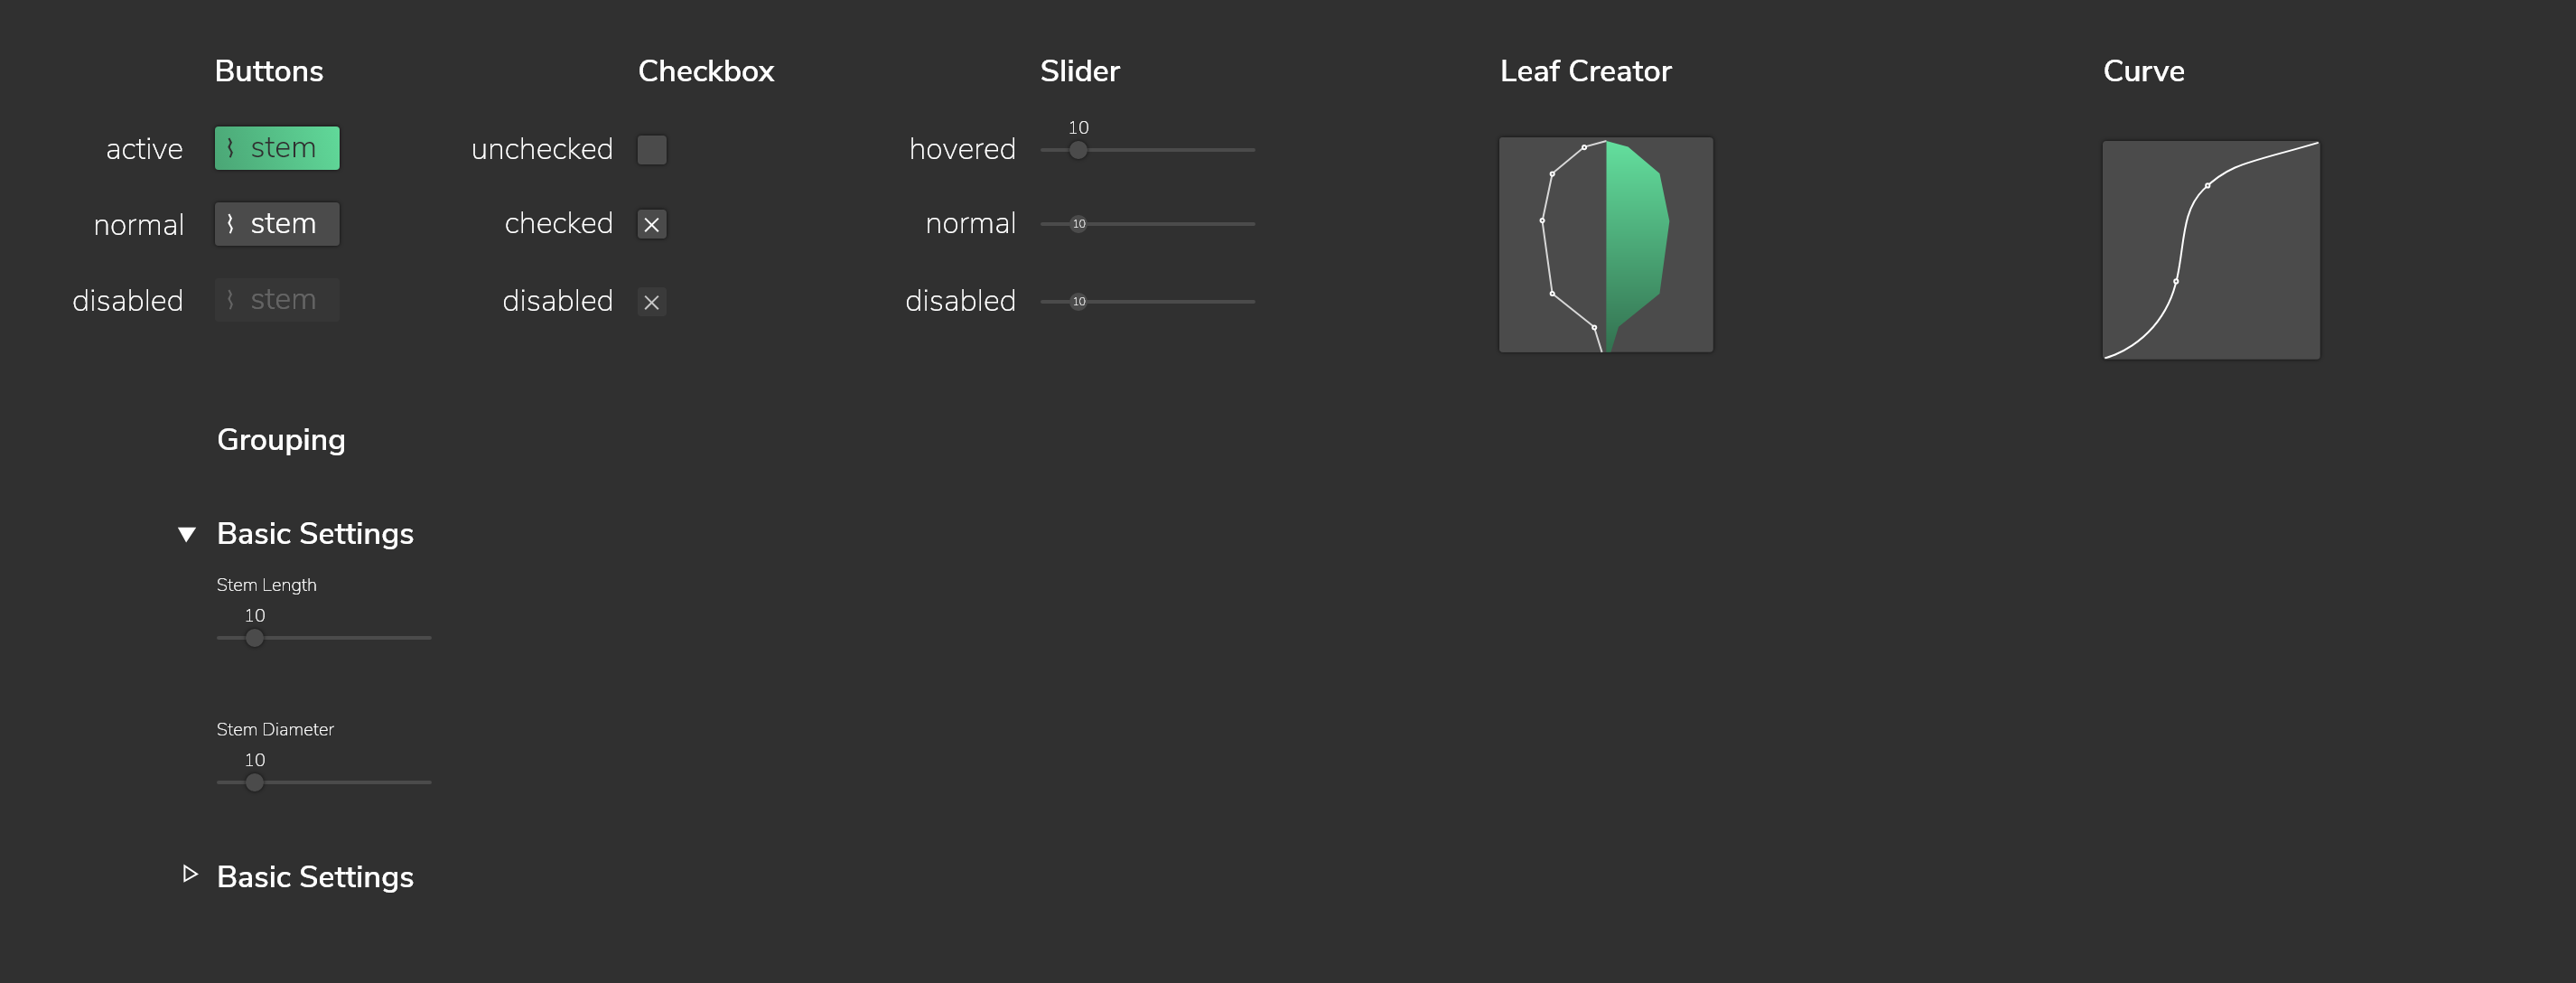 Buttons
Checkbox
Slider
Leaf Creator
Curve
active
stem
unchecked
hovered
10
normal
stem
checked
normal
10
disabled
stem
disabled
disabled
10
Grouping
Basic Settings
Stem Length
10
Stem Diameter
10
Basic Settings